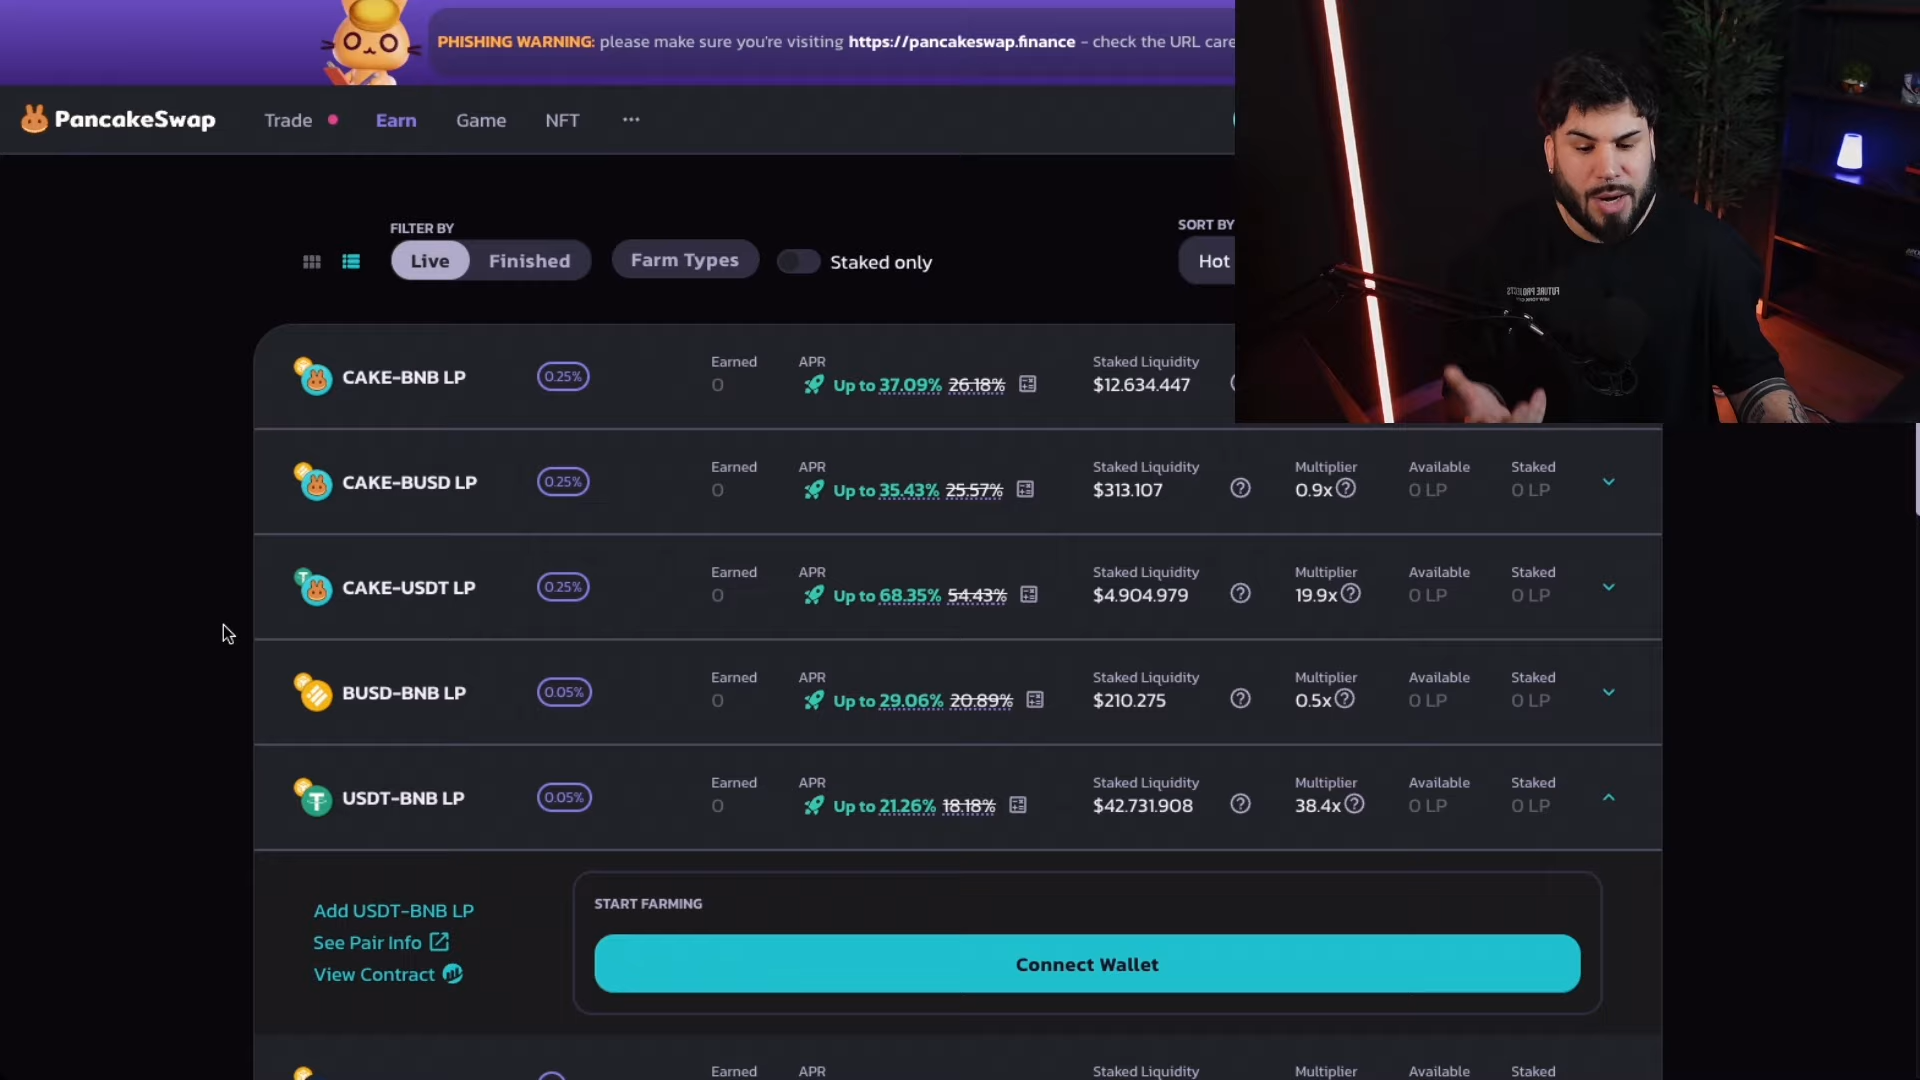 PHISHING WARNING: please make sure you're visiting https://pancakeswap.finance - check the URL care
PancakeSwap Trade Earn Game NFT ...
FILTER BY
SORT BY
Live Finished Farm Types Staked only Hot
CAKE-BNB LP 0.25% Earned 0 APR Up to 37.09% 26.18% Staked Liquidity $12.634.447
CAKE-BUSD LP 0.25% Earned 0 APR Up to 35.43% 25.57% Staked Liquidity $313.107 Multiplier 0.9x Available 0 LP Staked 0 LP
CAKE-USDT LP 0.25% Earned 0 APR Up to 68.35% 54.43% Staked Liquidity $4.904.979 Multiplier 19.9x Available 0 LP Staked 0 LP
BUSD-BNB LP 0.05% Earned 0 APR Up to 29.06% 20.89% Staked Liquidity $210.275 Multiplier 0.5x Available 0 LP Staked 0 LP
USDT-BNB LP 0.05% Earned 0 APR Up to 21.26% 18.18% Staked Liquidity $42.731.908 Multiplier 38.4x Available 0 LP Staked 0 LP
Add USDT-BNB LP
See Pair Info
View Contract
START FARMING
Connect Wallet
Earned APR Staked Liquidity Multiplier Available Staked
FUTURE PROJECTS